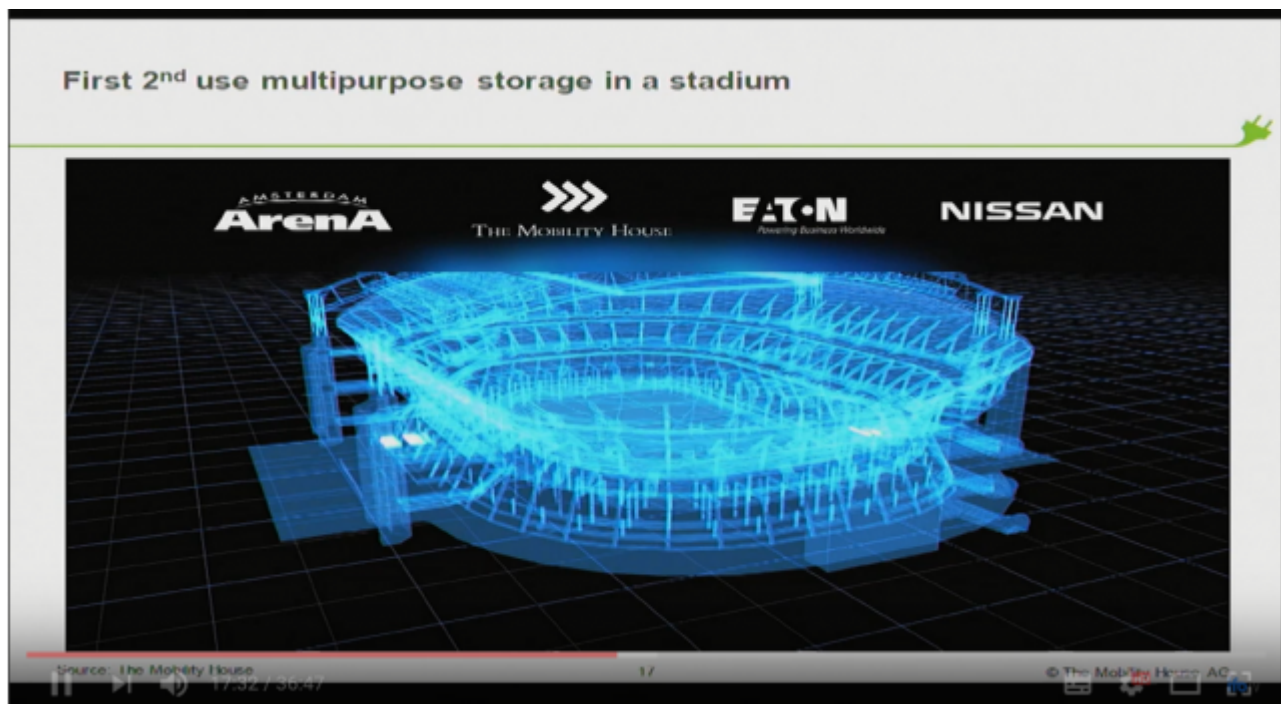 First 2nd use multipurpose storage in a stadium
AMSTERDAM
ArenA
THE MOBILITY HOUSE
EATON
Powering Business Worldwide
NISSAN
Source: The Mobility House
17
© The Mobility House AG
17:32 / 36:47
HD